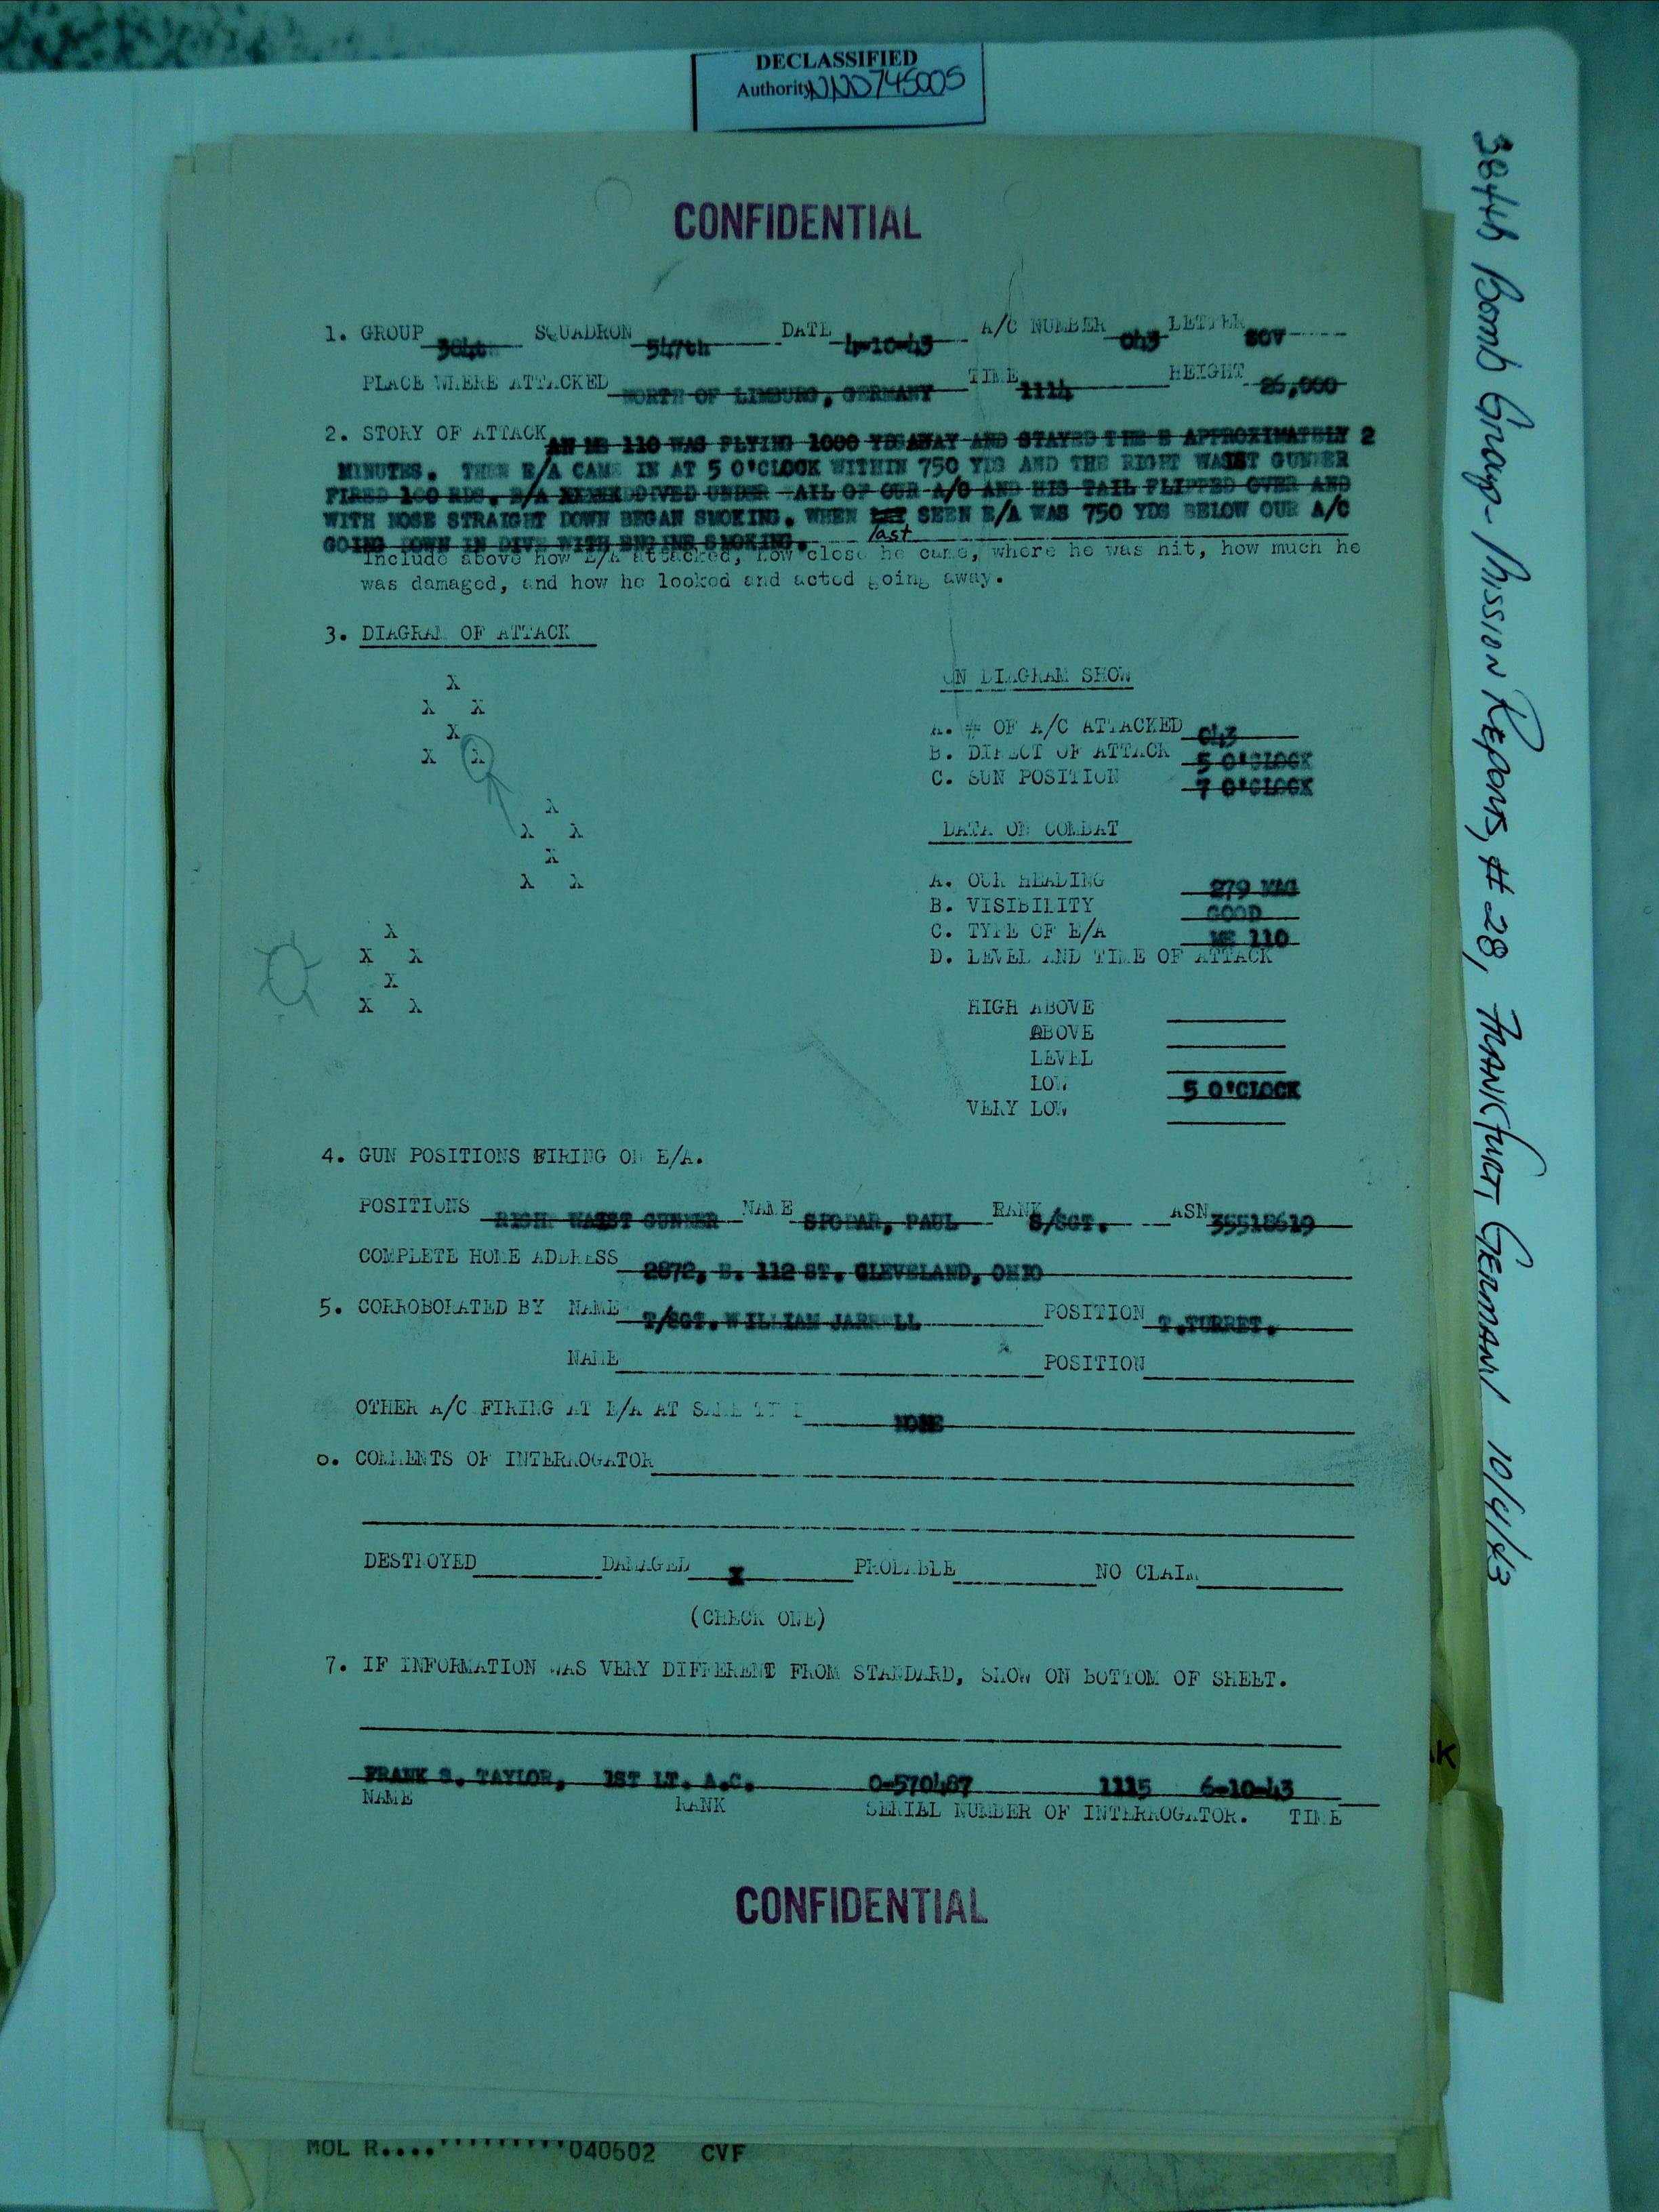 DECLASSIFIED
Authority NND745005
CONFIDENTIAL
1. GROUP 384th SQUADRON 547th DATE 4-10-43 A/C NUMBER 043 LETTER SOV
PLACE WHERE ATTACKED NORTH OF LIMBURG, GERMANY TIME 1114 HEIGHT 26,000
2. STORY OF ATTACK AN ME 110 WAS FLYING 1000 YDS AWAY AND STAYED THERE APPROXIMATELY 2
MINUTES. THEN E/A CAME IN AT 5 O'CLOCK WITHIN 750 YDS AND THE RIGHT WAIST GUNNER
FIRED 100 RDS. E/A DIVED UNDER TAIL OF OUR A/C AND HIS TAIL FLIPPED OVER AND
WITH NOSE STRAIGHT DOWN BEGAN SMOKING. WHEN last SEEN E/A WAS 750 YDS BELOW OUR A/C
GOING DOWN IN DIVE WITH ENGINE SMOKING.
Include above how E/A attacked, how close he came, where he was hit, how much he
was damaged, and how he looked and acted going away.
3. DIAGRAM OF ATTACK
ON DIAGRAM SHOW
X
X X
X
X X
A. # OF A/C ATTACKED 043
B. DIRECT OF ATTACK 5 O'CLOCK
C. SUN POSITION 7 O'CLOCK
X
X X
X
X X
DATA ON COMBAT
A. OUR HEADING 279 MAG
B. VISIBILITY GOOD
C. TYPE OF E/A ME 110
D. LEVEL AND TIME OF ATTACK
X
X X
X
X X
HIGH ABOVE
ABOVE
LEVEL
LOW 5 O'CLOCK
VERY LOW
4. GUN POSITIONS FIRING ON E/A.
POSITIONS RIGHT WAIST GUNNER NAME SPODAR, PAUL RANK S/SGT. ASN 35518619
COMPLETE HOME ADDRESS 2872, E. 112 ST. CLEVELAND, OHIO
5. CORROBORATED BY NAME T/SGT. WILLIAM JARRELL POSITION T.TURRET.
NAME POSITION
OTHER A/C FIRING AT E/A AT SAME TIME NONE
6. COMMENTS OF INTERROGATOR
DESTROYED DAMAGED X PROBABLE NO CLAIM
(CHECK ONE)
7. IF INFORMATION WAS VERY DIFFERENT FROM STANDARD, SHOW ON BOTTOM OF SHEET.
FRANK S. TAYLOR, 1ST LT. A.C. O-570487 1115 6-10-43
NAME RANK SERIAL NUMBER OF INTERROGATOR. TIME
CONFIDENTIAL
MOL R.... 040502 CVF
384th Bomb Group - Mission Reports, # 28, FRANKfurt, GERMANY 10/4/43